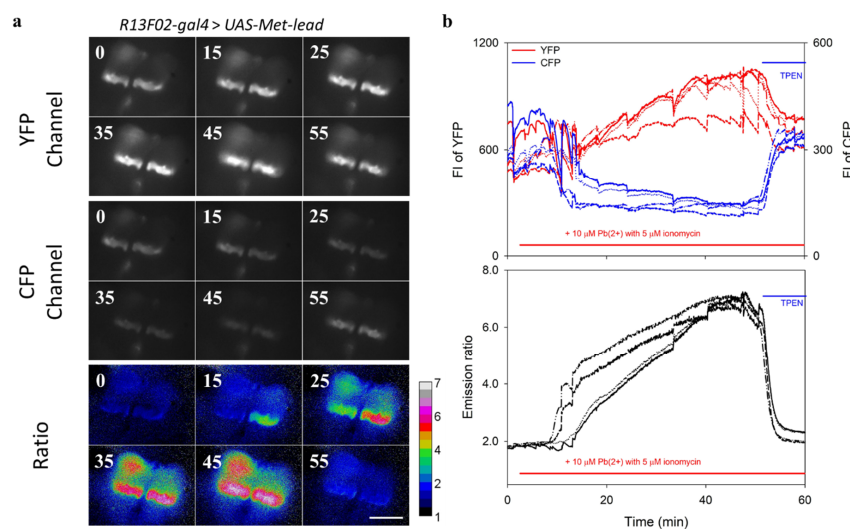 a
R13F02-gal4 > UAS-Met-lead
YFP Channel
0 15 25
35 45 55
CFP Channel
0 15 25
35 45 55
Ratio
0 15 25
35 45 55
7
6
5
4
3
2
1
b
YFP
CFP
TPEN
1200
900
600
300
0
FI of YFP
600
300
0
FI of CFP
+ 10 µM Pb(2+) with 5 µM ionomycin
8.0
6.0
4.0
2.0
Emission ratio
TPEN
+ 10 µM Pb(2+) with 5 µM ionomycin
0 20 40 60
Time (min)